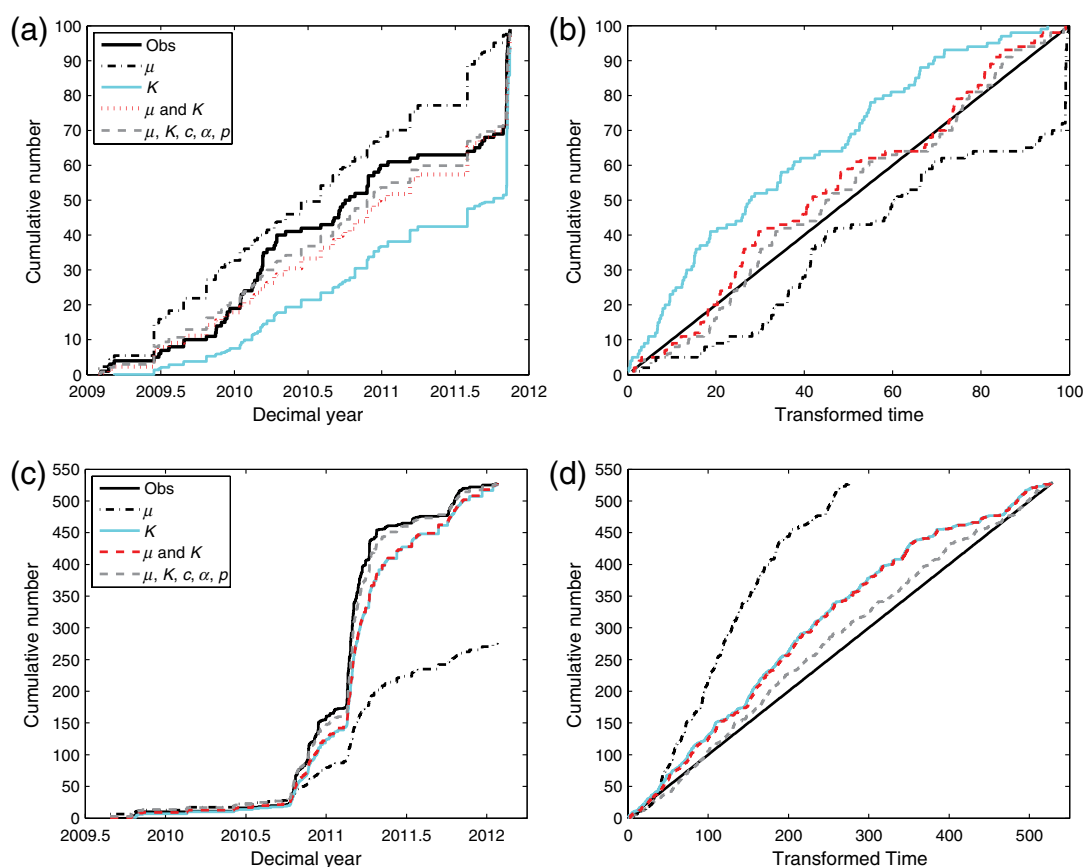 (a)
100
90
80
70
60
50
40
30
20
10
0
Cumulative number
Obs
μ
K
μ and K
μ, K, c, α, p
2009 2009.5 2010 2010.5 2011 2011.5 2012
Decimal year
(b)
100
90
80
70
60
50
40
30
20
10
0
Cumulative number
0 20 40 60 80 100
Transformed time
(c)
550
500
450
400
350
300
250
200
150
100
50
0
Cumulative number
Obs
μ
K
μ and K
μ, K, c, α, p
2009.5 2010 2010.5 2011 2011.5 2012
Decimal year
(d)
550
500
450
400
350
300
250
200
150
100
50
0
Cumulative number
0 100 200 300 400 500
Transformed Time